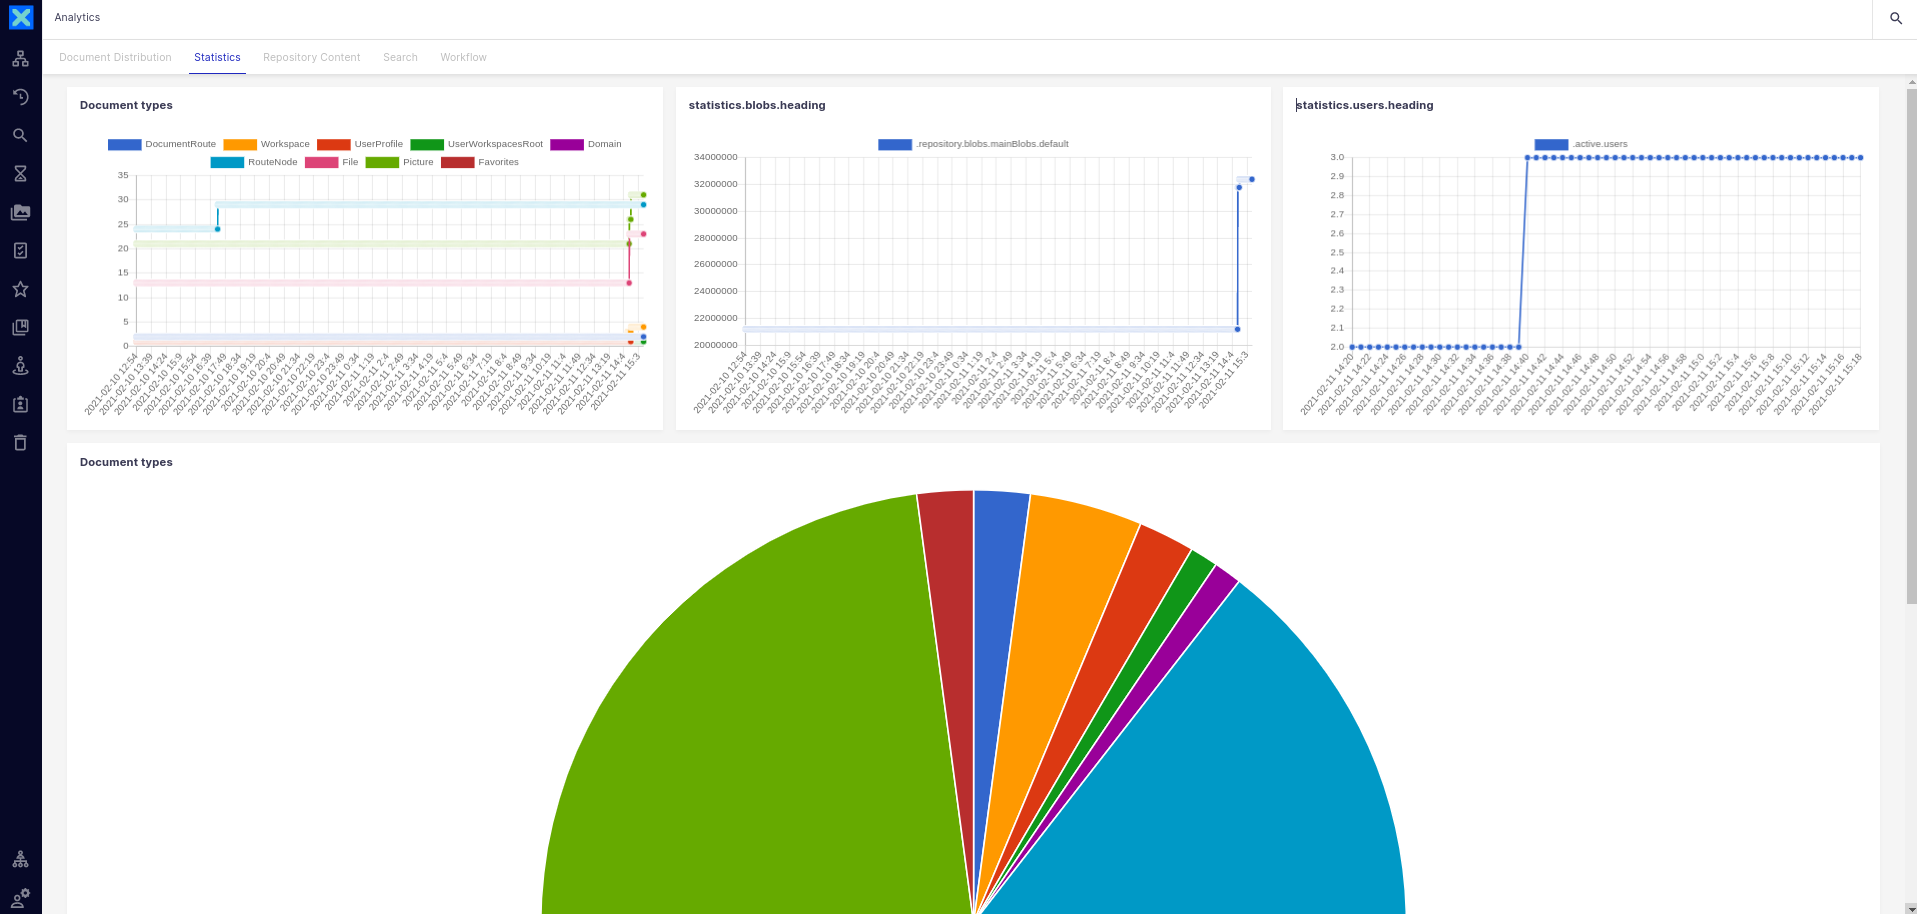 Analytics
Document Distribution Statistics Repository Content Search Workflow
Document types
DocumentRoute Workspace UserProfile UserWorkspacesRoot Domain
RouteNode File Picture Favorites
35
30
25
20
15
10
5
0
2021-02-10 12:54 2021-02-10 13:39 2021-02-10 14:24 2021-02-10 15:9 2021-02-10 15:54 2021-02-10 16:39 2021-02-10 17:49 2021-02-10 18:34 2021-02-10 19:19 2021-02-10 20:4 2021-02-10 20:49 2021-02-10 21:34 2021-02-10 22:19 2021-02-10 23:4 2021-02-10 23:49 2021-02-11 0:34 2021-02-11 1:19 2021-02-11 2:4 2021-02-11 2:49 2021-02-11 3:34 2021-02-11 4:19 2021-02-11 5:4 2021-02-11 5:49 2021-02-11 6:34 2021-02-11 7:19 2021-02-11 8:4 2021-02-11 8:49 2021-02-11 9:34 2021-02-11 10:19 2021-02-11 11:4 2021-02-11 11:49 2021-02-11 12:34 2021-02-11 13:19 2021-02-11 14:4 2021-02-11 15:3
statistics.blobs.heading
.repository.blobs.mainBlobs.default
34000000
32000000
30000000
28000000
26000000
24000000
22000000
20000000
2021-02-10 12:54 2021-02-10 13:39 2021-02-10 14:24 2021-02-10 15:9 2021-02-10 15:54 2021-02-10 16:39 2021-02-10 17:49 2021-02-10 18:34 2021-02-10 19:19 2021-02-10 20:4 2021-02-10 20:49 2021-02-10 21:34 2021-02-10 22:19 2021-02-10 23:4 2021-02-10 23:49 2021-02-11 0:34 2021-02-11 1:19 2021-02-11 2:4 2021-02-11 2:49 2021-02-11 3:34 2021-02-11 4:19 2021-02-11 5:4 2021-02-11 5:49 2021-02-11 6:34 2021-02-11 7:19 2021-02-11 8:4 2021-02-11 8:49 2021-02-11 9:34 2021-02-11 10:19 2021-02-11 11:4 2021-02-11 11:49 2021-02-11 12:34 2021-02-11 13:19 2021-02-11 14:4 2021-02-11 15:3
statistics.users.heading
.active.users
3.0
2.9
2.8
2.7
2.6
2.5
2.4
2.3
2.2
2.1
2.0
2021-02-11 14:20 2021-02-11 14:22 2021-02-11 14:24 2021-02-11 14:26 2021-02-11 14:28 2021-02-11 14:30 2021-02-11 14:32 2021-02-11 14:34 2021-02-11 14:36 2021-02-11 14:38 2021-02-11 14:40 2021-02-11 14:42 2021-02-11 14:44 2021-02-11 14:46 2021-02-11 14:48 2021-02-11 14:50 2021-02-11 14:52 2021-02-11 14:54 2021-02-11 14:56 2021-02-11 14:58 2021-02-11 15:0 2021-02-11 15:2 2021-02-11 15:4 2021-02-11 15:6 2021-02-11 15:8 2021-02-11 15:10 2021-02-11 15:12 2021-02-11 15:14 2021-02-11 15:16 2021-02-11 15:18
Document types